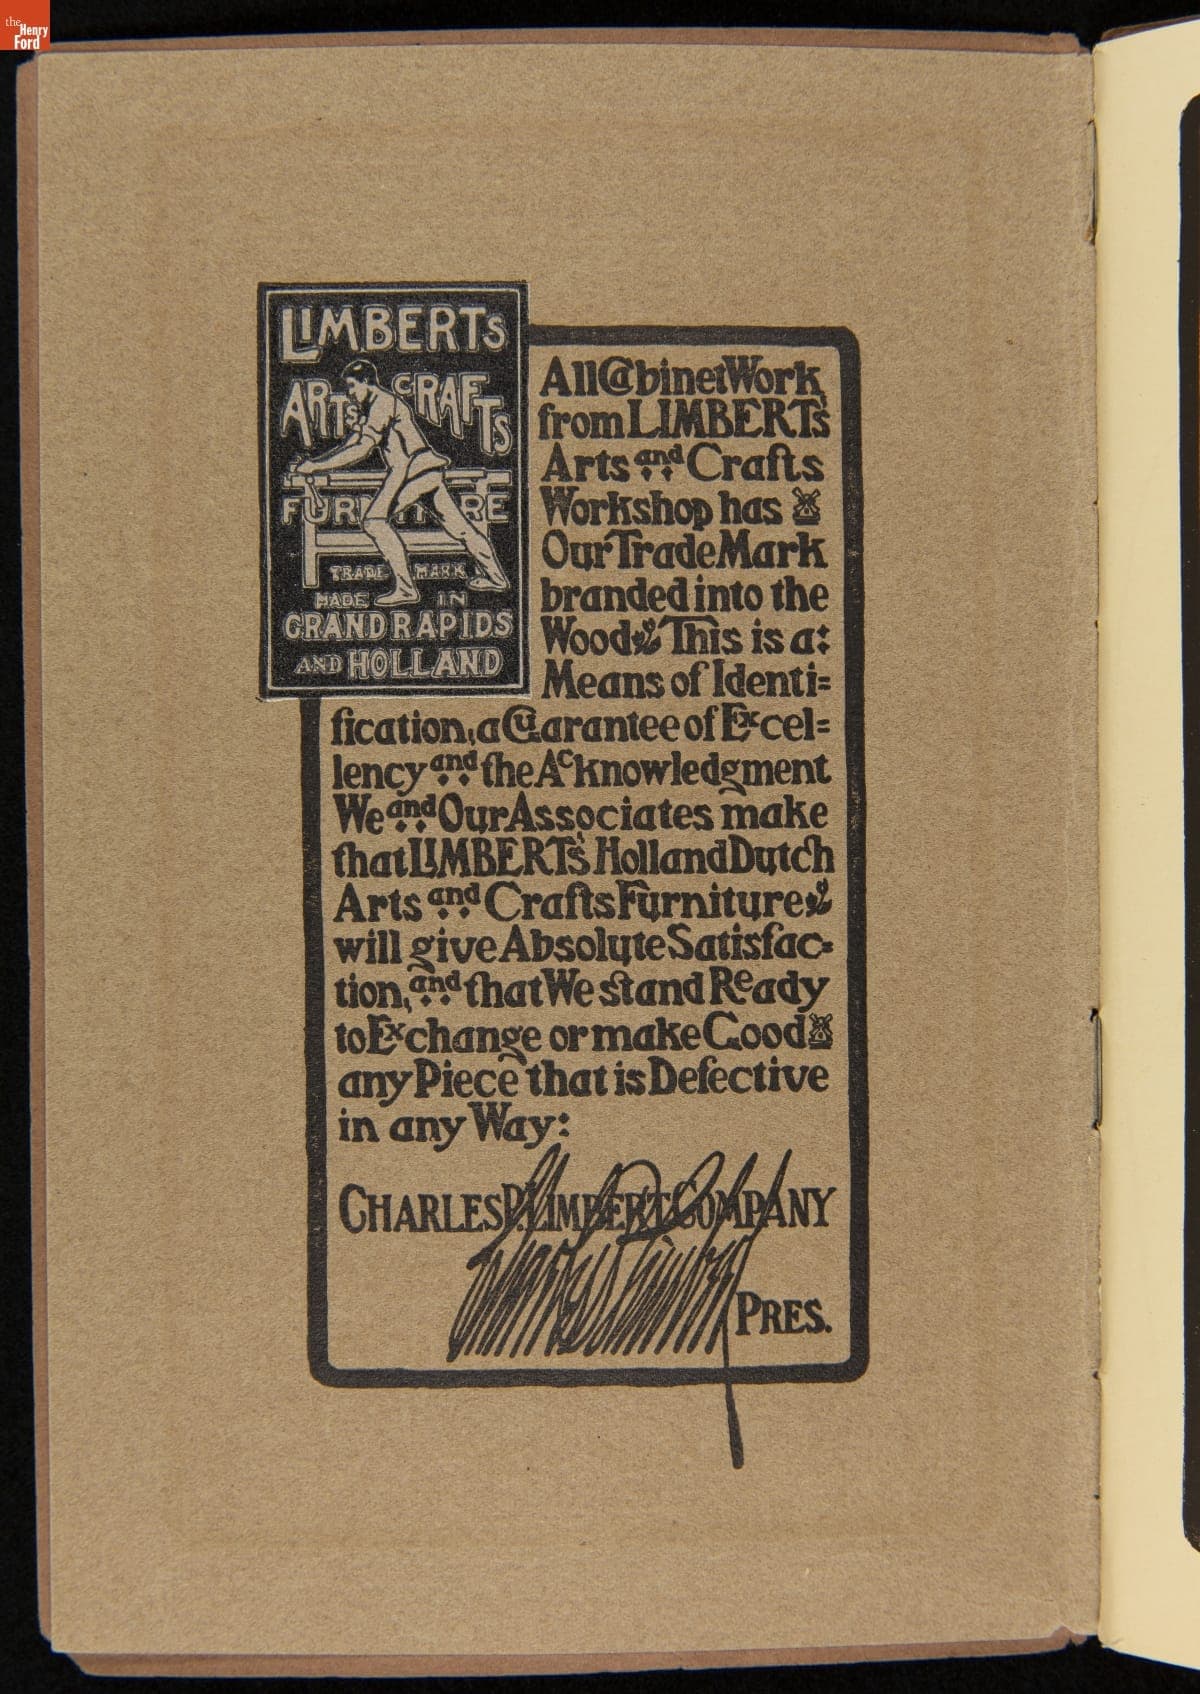 the
Henry
Ford
LIMBERTS
ARTS CRAFTS
FURNITURE
TRADE MARK
MADE IN
GRAND RAPIDS
AND HOLLAND
All Cabinet Work
from LIMBERT'S
Arts and Crafts
Workshop has
Our Trade Mark
branded into the
Wood This is a:
Means of Identi=
fication, a Guarantee of Excel=
lency and the Acknowledgment
We and Our Associates make
that LIMBERT'S Holland Dutch
Arts and Crafts Furniture
will give Absolute Satisfac=
tion, and that We stand Ready
to Exchange or make Good
any Piece that is Defective
in any Way:
CHARLES P. LIMBERT COMPANY
Charles P. Limbert
PRES.